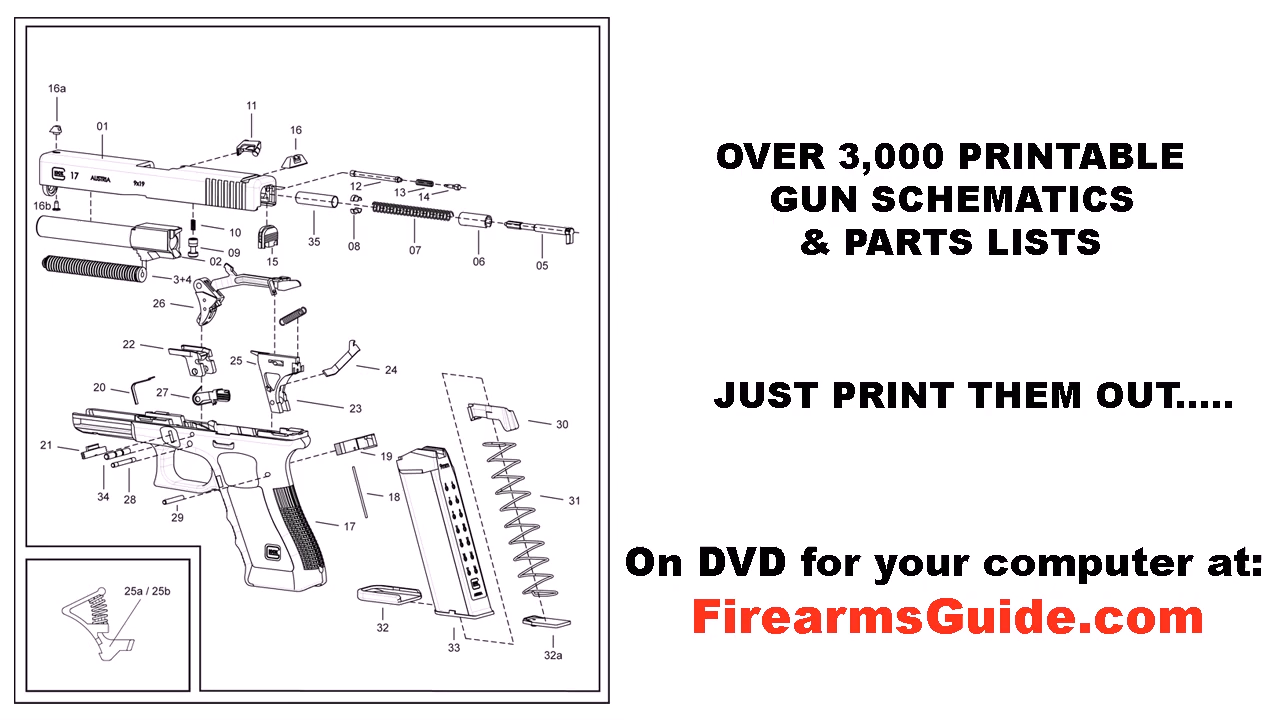 16a
01
11
16
17 AUSTRIA 9x19
12
13
14
16b
10
35
08
07
06
05
09
15
02
3+4
26
22
25
24
20
27
23
30
21
19
9mm
34
28
18
31
29
17
GLOCK
25a / 25b
32
33
32a
OVER 3,000 PRINTABLE
GUN SCHEMATICS
& PARTS LISTS
JUST PRINT THEM OUT.....
On DVD for your computer at:
FirearmsGuide.com